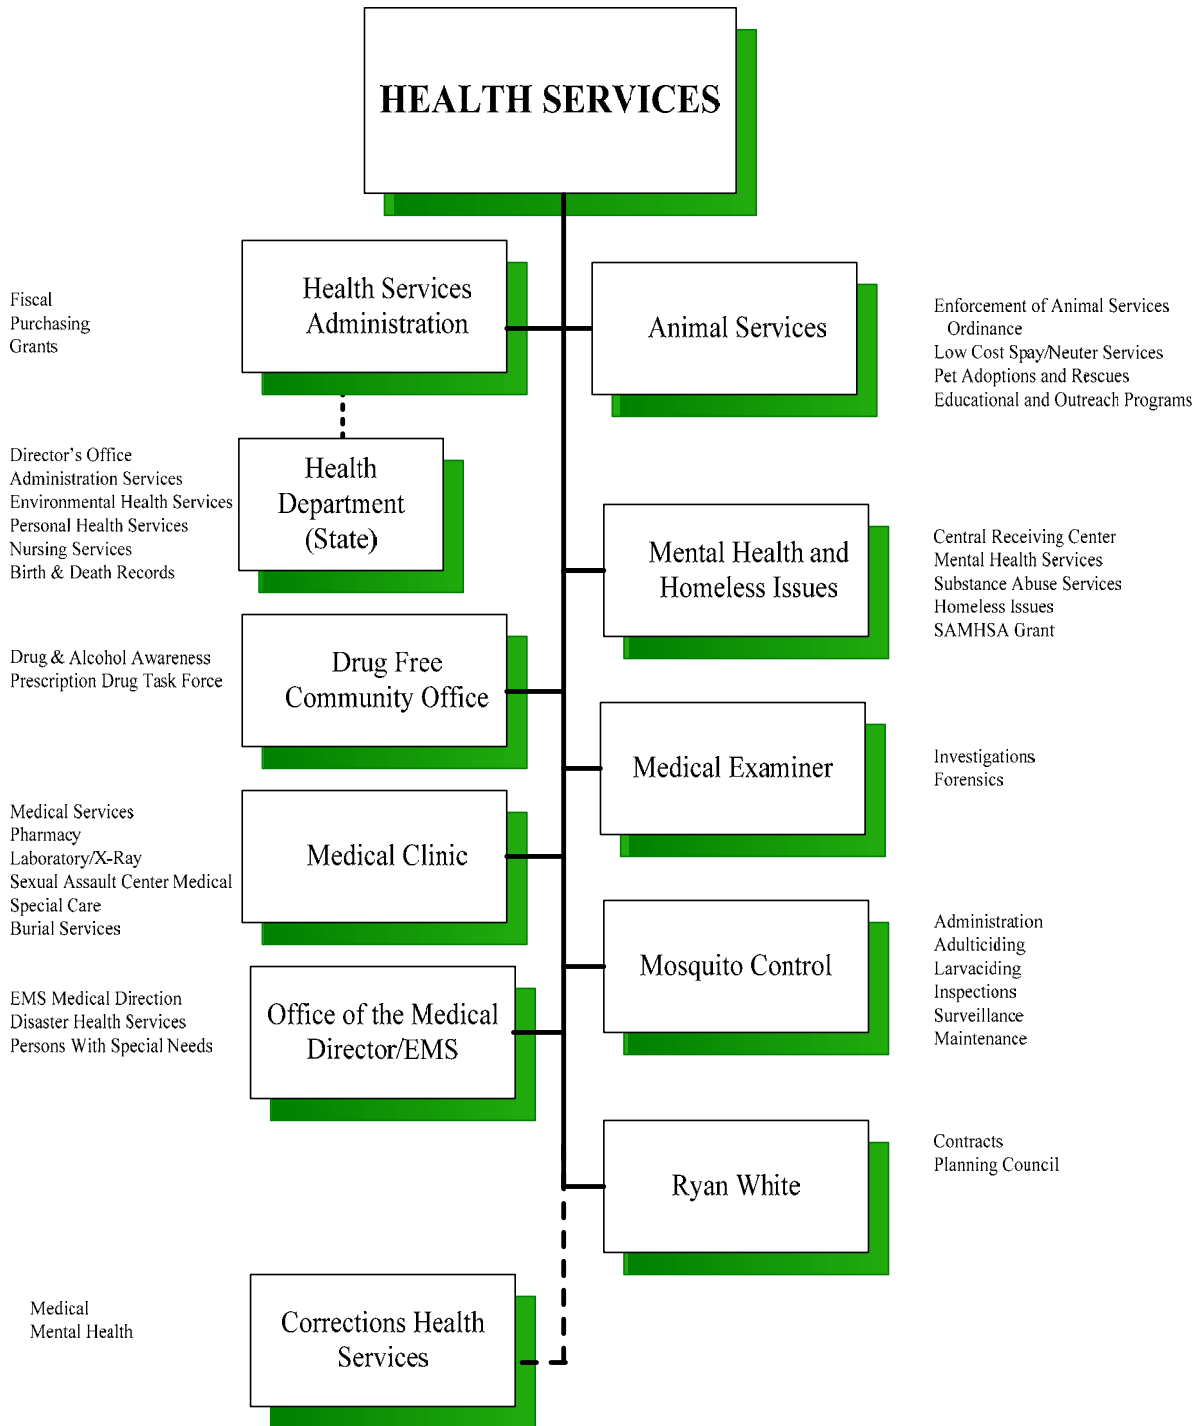 HEALTH SERVICES
Fiscal
Purchasing
Grants
Health Services
Administration
Animal Services
Enforcement of Animal Services
Ordinance
Low Cost Spay/Neuter Services
Pet Adoptions and Rescues
Educational and Outreach Programs
Director's Office
Administration Services
Environmental Health Services
Personal Health Services
Nursing Services
Birth & Death Records
Health
Department
(State)
Mental Health and
Homeless Issues
Central Receiving Center
Mental Health Services
Substance Abuse Services
Homeless Issues
SAMHSA Grant
Drug & Alcohol Awareness
Prescription Drug Task Force
Drug Free
Community Office
Medical Examiner
Investigations
Forensics
Medical Services
Pharmacy
Laboratory/X-Ray
Sexual Assault Center Medical
Special Care
Burial Services
Medical Clinic
Mosquito Control
Administration
Adulticiding
Larvaciding
Inspections
Surveillance
Maintenance
EMS Medical Direction
Disaster Health Services
Persons With Special Needs
Office of the Medical
Director/EMS
Ryan White
Contracts
Planning Council
Medical
Mental Health
Corrections Health
Services